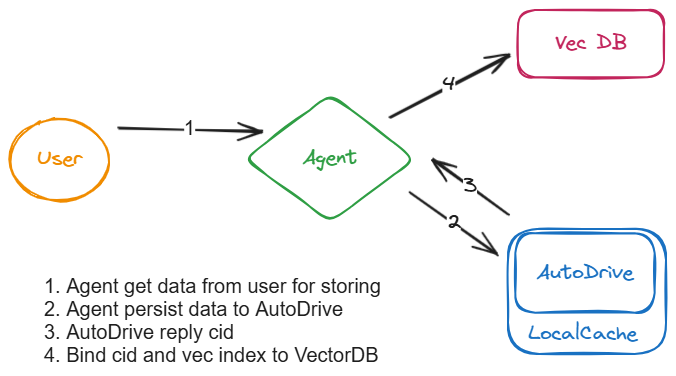 Vec DB
4
1
User
Agent
3
2
AutoDrive
LocalCache
1. Agent get data from user for storing
2. Agent persist data to AutoDrive
3. AutoDrive reply cid
4. Bind cid and vec index to VectorDB